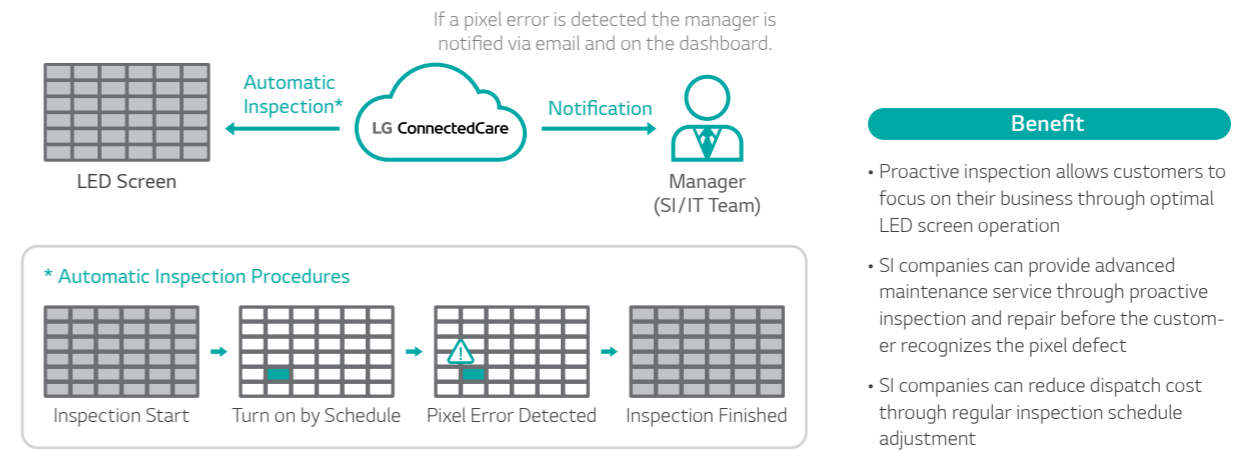 If a pixel error is detected the manager is
notified via email and on the dashboard.
Automatic
Inspection*
LG ConnectedCare
Notification
LED Screen
Manager
(SI/IT Team)
* Automatic Inspection Procedures
Inspection Start
Turn on by Schedule
Pixel Error Detected
Inspection Finished
Benefit
• Proactive inspection allows customers to
focus on their business through optimal
LED screen operation
• SI companies can provide advanced
maintenance service through proactive
inspection and repair before the custom-
er recognizes the pixel defect
• SI companies can reduce dispatch cost
through regular inspection schedule
adjustment